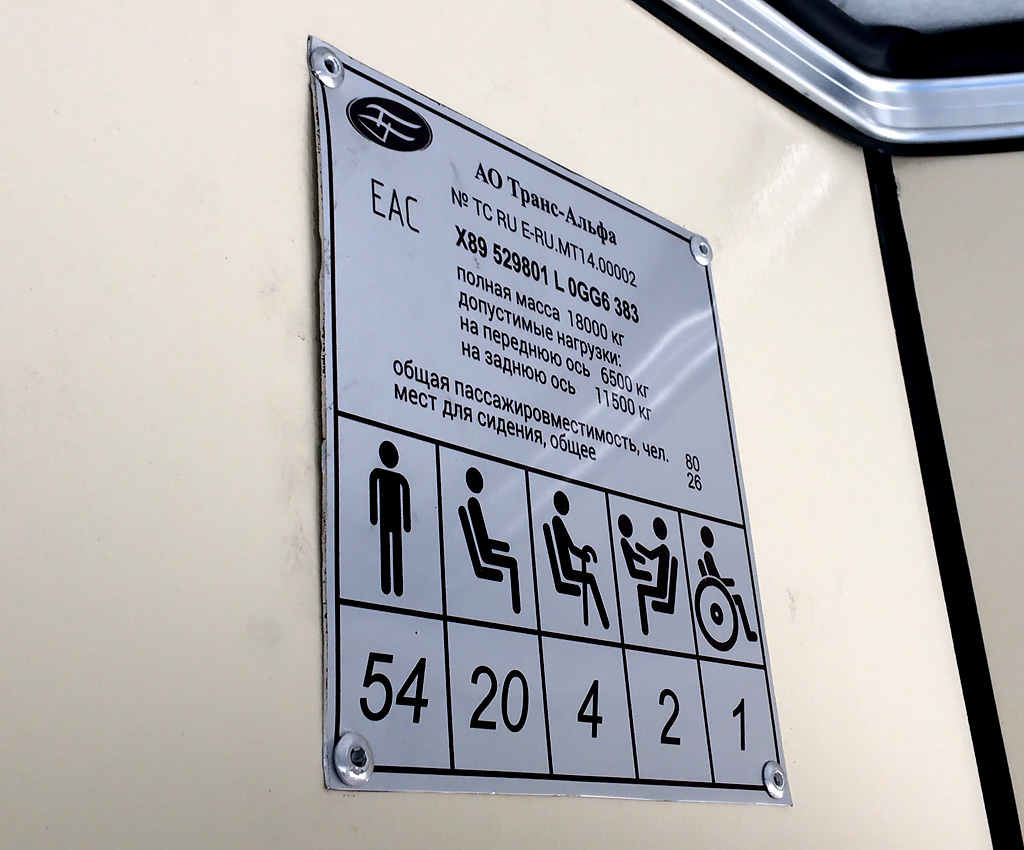 АО Транс-Альфа
ЕАС
№ ТС RU E-RU.МТ14.00002
X89 529801 L 0GG6 383
полная масса 18000 кг
допустимые нагрузки:
на переднюю ось 6500 кг
на заднюю ось 11500 кг
общая пассажировместимость, чел. 80
мест для сидения, общее 26
54 20 4 2 1